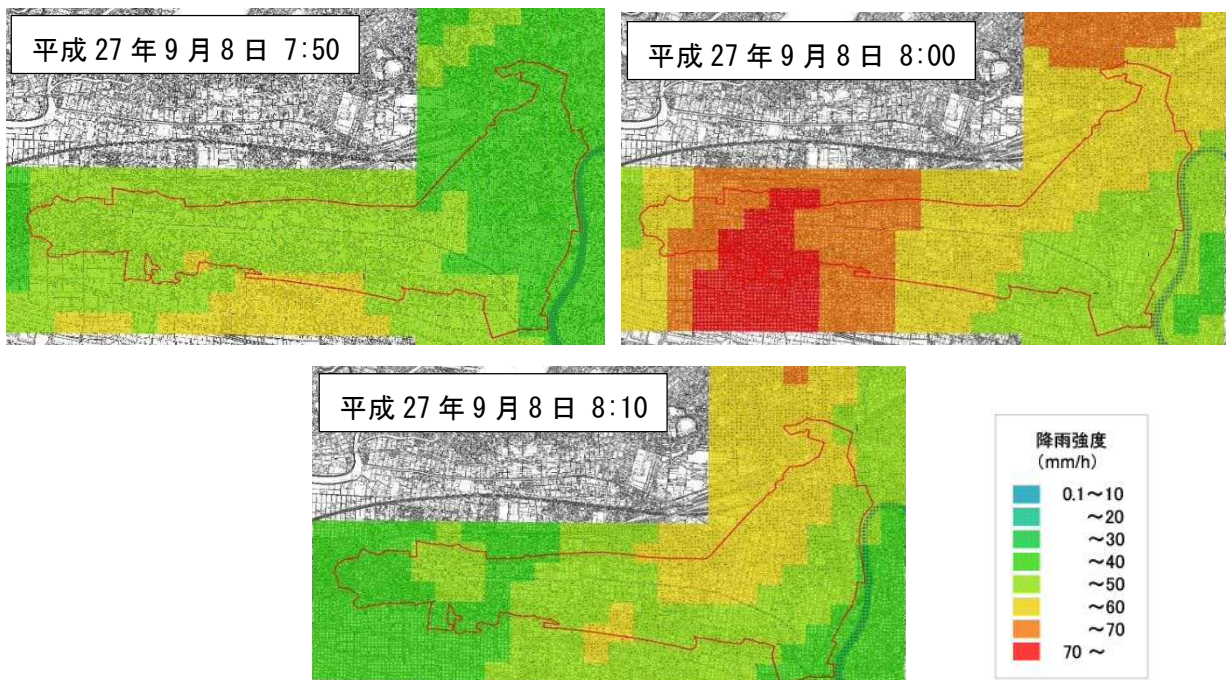 平成 27 年 9 月 8 日 7:50
平成 27 年 9 月 8 日 8:00
平成 27 年 9 月 8 日 8:10
降雨強度
(mm/h)
0.1～10
～20
～30
～40
～50
～60
～70
70 ～